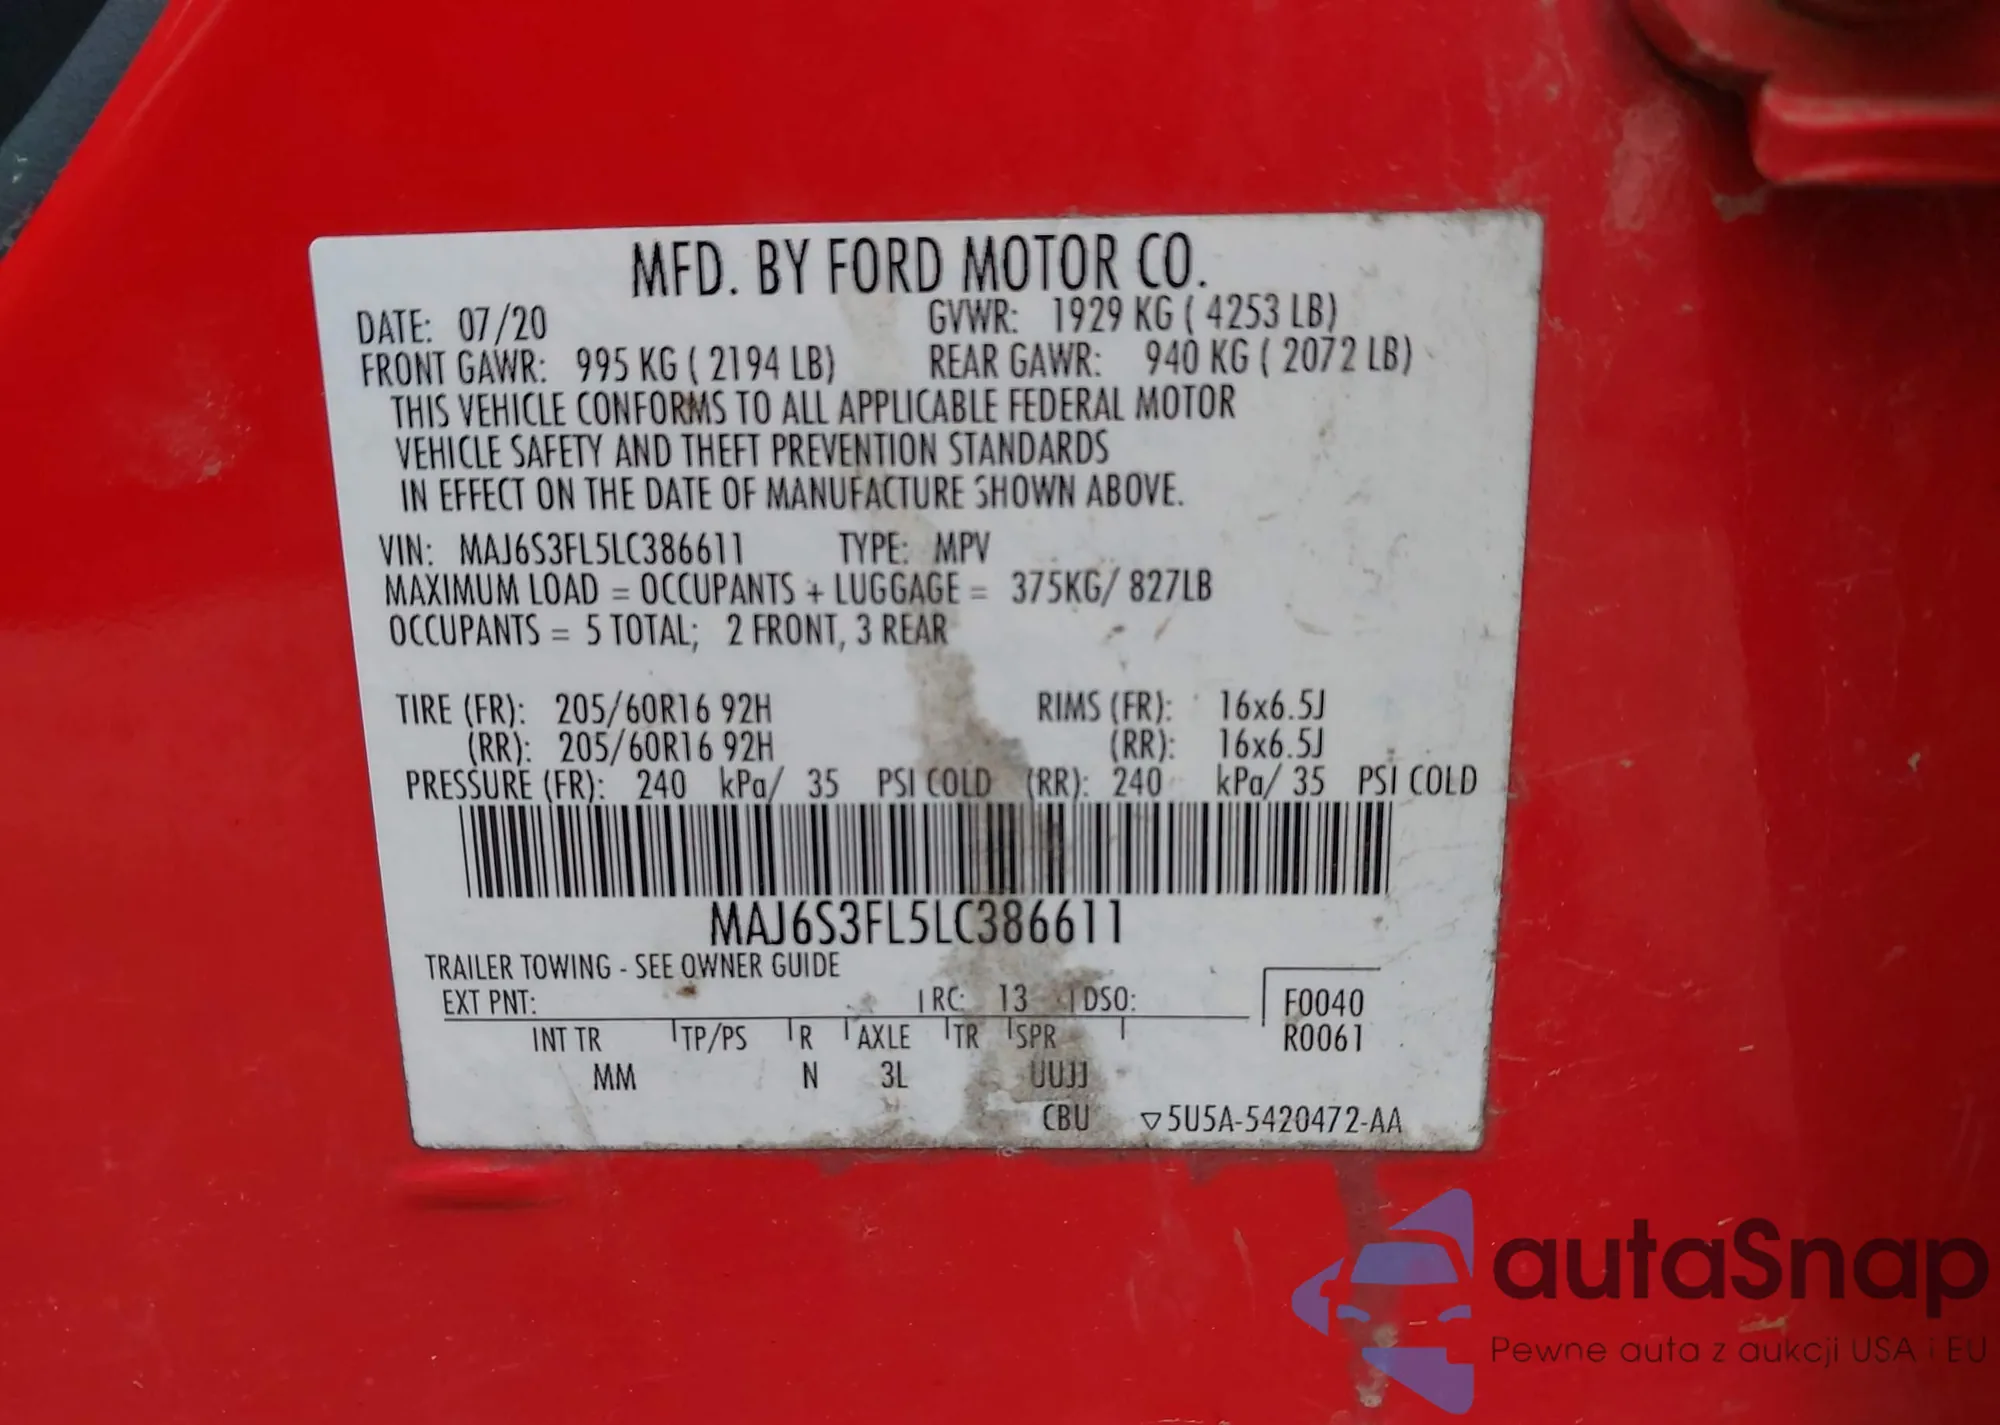 MFD. BY FORD MOTOR CO.
DATE: 07/20 GVWR: 1929 KG ( 4253 LB)
FRONT GAWR: 995 KG ( 2194 LB) REAR GAWR: 940 KG ( 2072 LB)
THIS VEHICLE CONFORMS TO ALL APPLICABLE FEDERAL MOTOR
VEHICLE SAFETY AND THEFT PREVENTION STANDARDS
IN EFFECT ON THE DATE OF MANUFACTURE SHOWN ABOVE.
VIN: MAJ6S3FL5LC386611 TYPE: MPV
MAXIMUM LOAD = OCCUPANTS + LUGGAGE = 375KG/ 827LB
OCCUPANTS = 5 TOTAL; 2 FRONT, 3 REAR
TIRE (FR): 205/60R16 92H RIMS (FR): 16x6.5J
(RR): 205/60R16 92H (RR): 16x6.5J
PRESSURE (FR): 240 kPa/ 35 PSI COLD (RR): 240 kPa/ 35 PSI COLD
MAJ6S3FL5LC386611
TRAILER TOWING - SEE OWNER GUIDE
EXT PNT: RC: 13 DSO: F0040
INT TR TP/PS R AXLE TR SPR R0061
MM N 3L UUJJ
CBU ▽5U5A-5420472-AA
autaSnap
Pewne auta z aukcji USA i EU